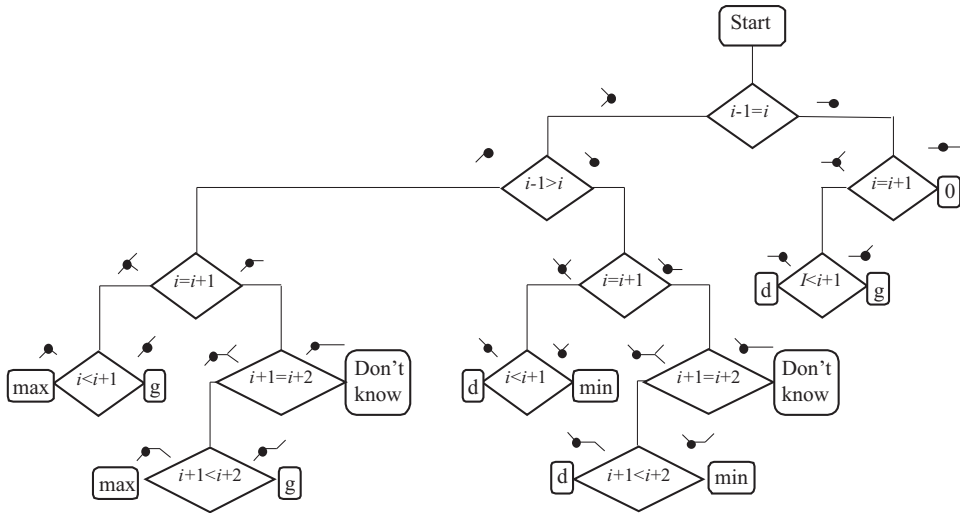 Start
i-1=i
i-1>i
i=i+1
0
i=i+1
i=i+1
d
I<i+1
g
max
i<i+1
g
i+1=i+2
Don't
know
d
i<i+1
min
i+1=i+2
Don't
know
max
i+1<i+2
g
d
i+1<i+2
min